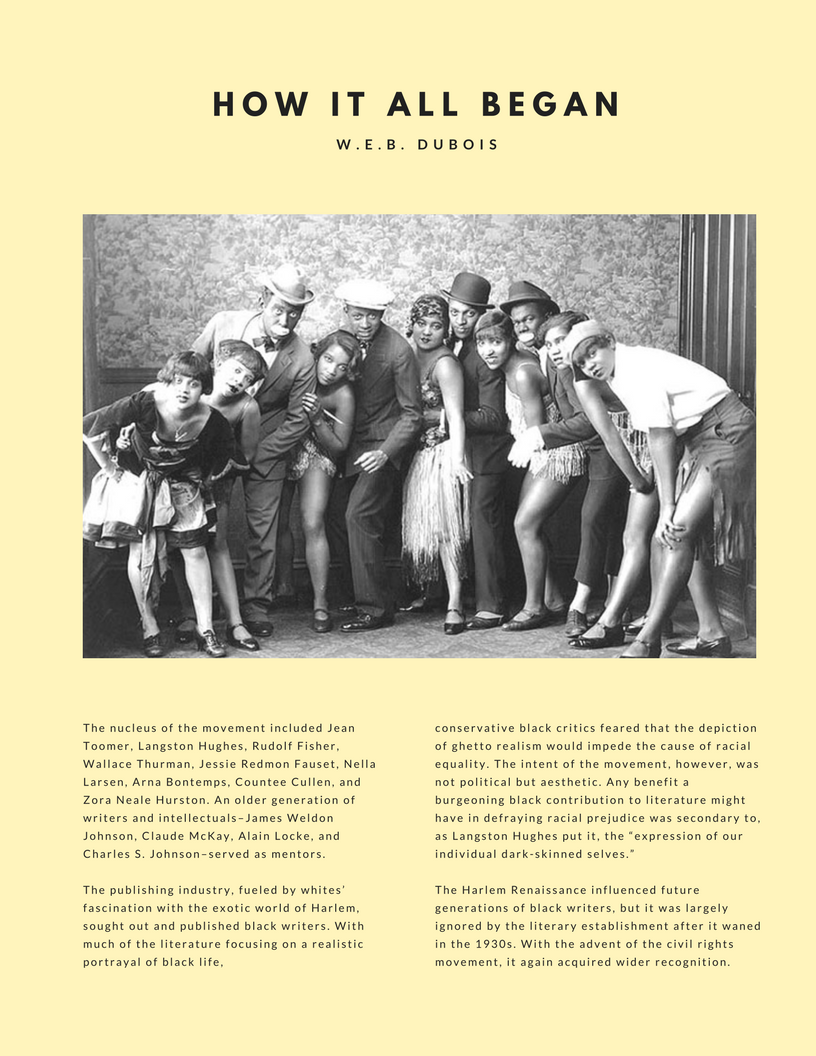 HOW IT ALL BEGAN
W.E.B. DUBOIS
The nucleus of the movement included Jean
Toomer, Langston Hughes, Rudolf Fisher,
Wallace Thurman, Jessie Redmon Fauset, Nella
Larsen, Arna Bontemps, Countee Cullen, and
Zora Neale Hurston. An older generation of
writers and intellectuals–James Weldon
Johnson, Claude McKay, Alain Locke, and
Charles S. Johnson–served as mentors.
The publishing industry, fueled by whites’
fascination with the exotic world of Harlem,
sought out and published black writers. With
much of the literature focusing on a realistic
portrayal of black life,
conservative black critics feared that the depiction
of ghetto realism would impede the cause of racial
equality. The intent of the movement, however, was
not political but aesthetic. Any benefit a
burgeoning black contribution to literature might
have in defraying racial prejudice was secondary to,
as Langston Hughes put it, the “expression of our
individual dark-skinned selves.”
The Harlem Renaissance influenced future
generations of black writers, but it was largely
ignored by the literary establishment after it waned
in the 1930s. With the advent of the civil rights
movement, it again acquired wider recognition.